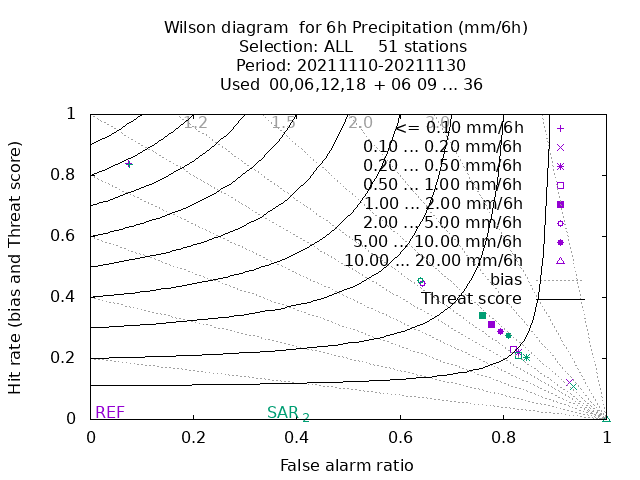 Wilson diagram  for 6h Precipitation (mm/6h)
Selection: ALL     51 stations
Period: 20211110-20211130
Used  00,06,12,18  + 06 09 ... 36
1.2 1.5 2.0 3.0
<= 0.10 mm/6h
0.10 ... 0.20 mm/6h
0.20 ... 0.50 mm/6h
0.50 ... 1.00 mm/6h
1.00 ... 2.00 mm/6h
2.00 ... 5.00 mm/6h
5.00 ... 10.00 mm/6h
10.00 ... 20.00 mm/6h
bias
Threat score
Hit rate (bias and Threat score)
1
0.8
0.6
0.4
0.2
0
REF SAR 2
0 0.2 0.4 0.6 0.8 1
False alarm ratio